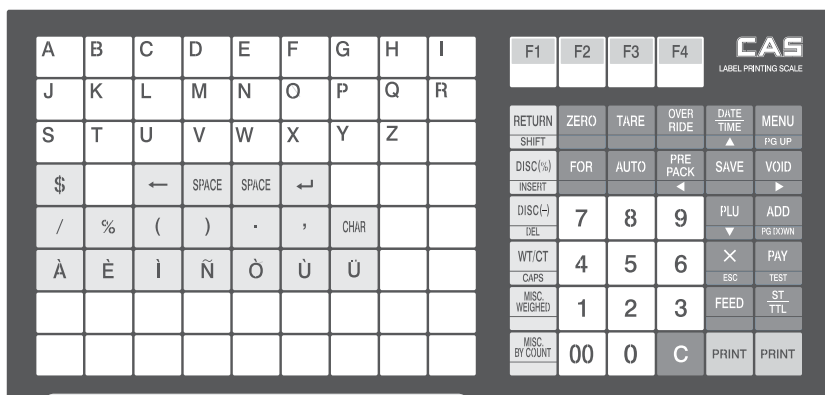 A B C D E F G H I
J K L M N O P Q R
S T U V W X Y Z
$ ← SPACE SPACE ↵
/ % ( ) . , CHAR
À È Ì Ñ Ò Ù Ü
F1 F2 F3 F4
CAS
LABEL PRINTING SCALE
RETURN ZERO TARE OVER RIDE DATE TIME MENU
SHIFT ▲ PG UP
DISC(%) FOR AUTO PRE PACK SAVE VOID
INSERT ◀ ▶
DISC(–) 7 8 9 PLU ADD
DEL ▼ PG DOWN
WT/CT 4 5 6 × PAY
CAPS ESC TEST
MISC. WEIGHED 1 2 3 FEED ST TTL
MISC. BY COUNT 00 0 C PRINT PRINT